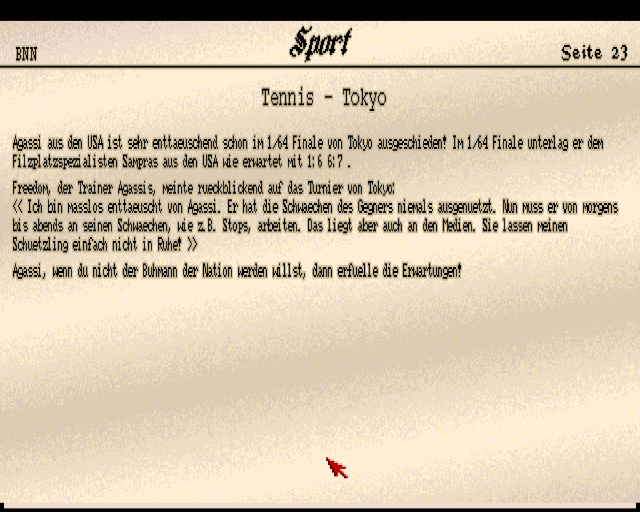 BNN
Sport
Seite 23
Tennis - Tokyo
Agassi aus den USA ist sehr enttaeuschend schon im 1/64 Finale von Tokyo ausgeschieden! Im 1/64 Finale unterlag er dem
Filzplatzspezialisten Sampras aus den USA wie erwartet mit 1:6 6:7 .
Freedom, der Trainer Agassis, meinte rueckblickend auf das Turnier von Tokyo:
<< Ich bin masslos enttaeuscht von Agassi. Er hat die Schwaechen des Gegners niemals ausgenuetzt. Nun muss er von morgens
bis abends an seinen Schwaechen, wie z.B. Stops, arbeiten. Das liegt aber auch an den Medien. Sie lassen meinen
Schuetzling einfach nicht in Ruhe! >>
Agassi, wenn du nicht der Buhmann der Nation werden willst, dann erfuelle die Erwartungen!